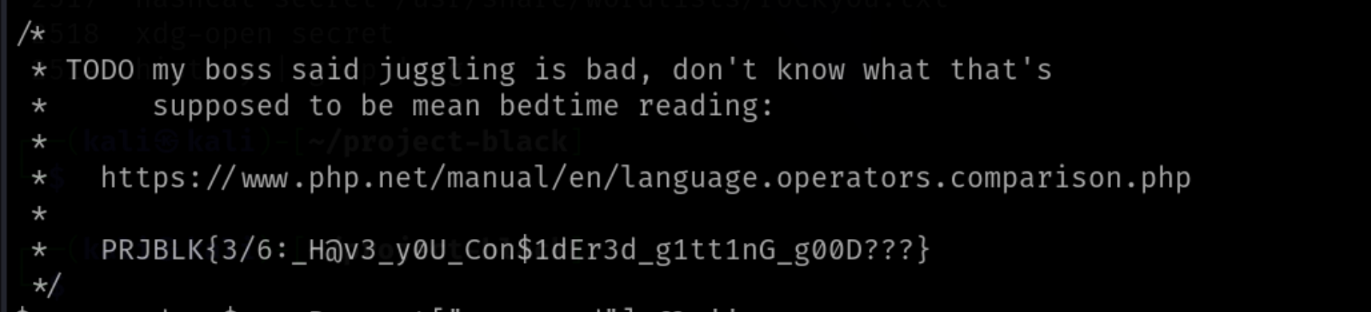 /*
 * TODO my boss said juggling is bad, don't know what that's
 *      supposed to be mean bedtime reading:
 *
 *   https://www.php.net/manual/en/language.operators.comparison.php
 *
 *   PRJBLK{3/6:_H@v3_y0U_Con$1dEr3d_g1tt1nG_g00D???}
 */